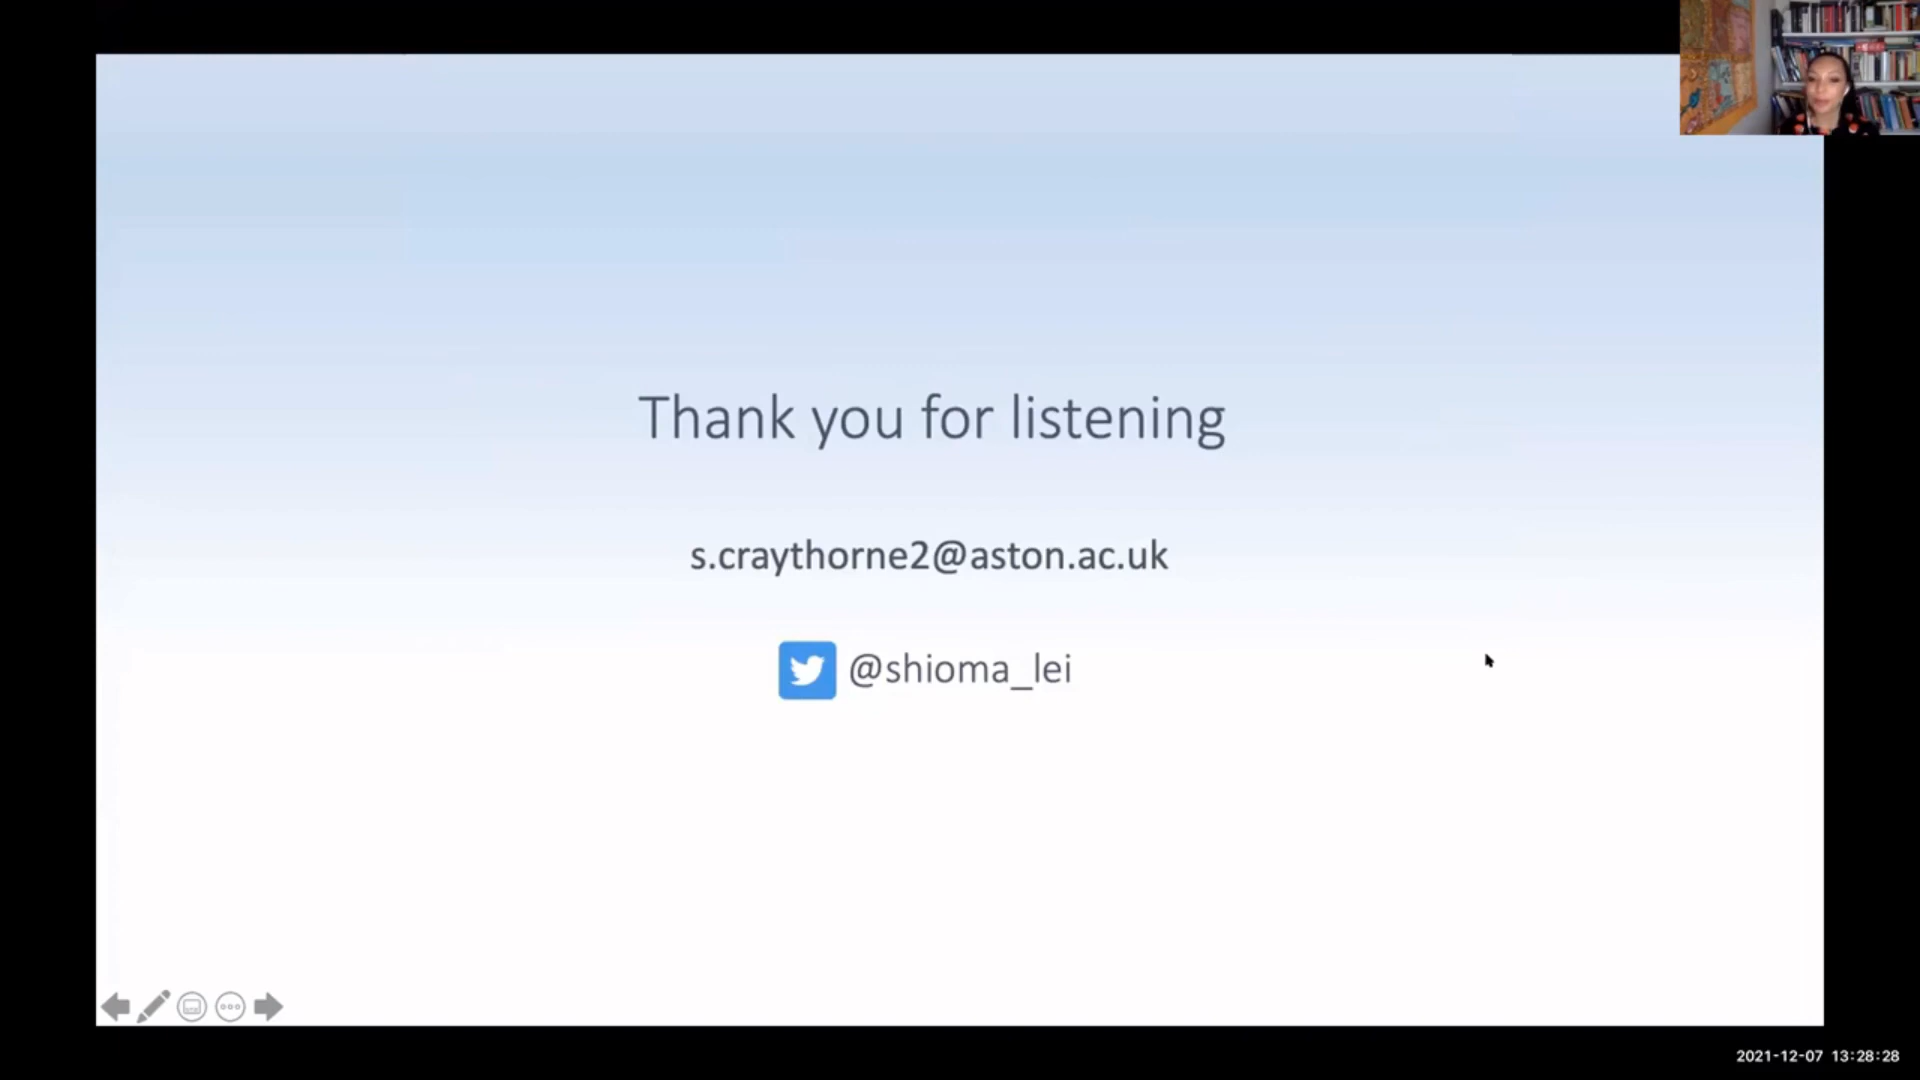 Thank you for listening
s.craythorne2@aston.ac.uk
@shioma_lei
2021-12-07 13:28:28